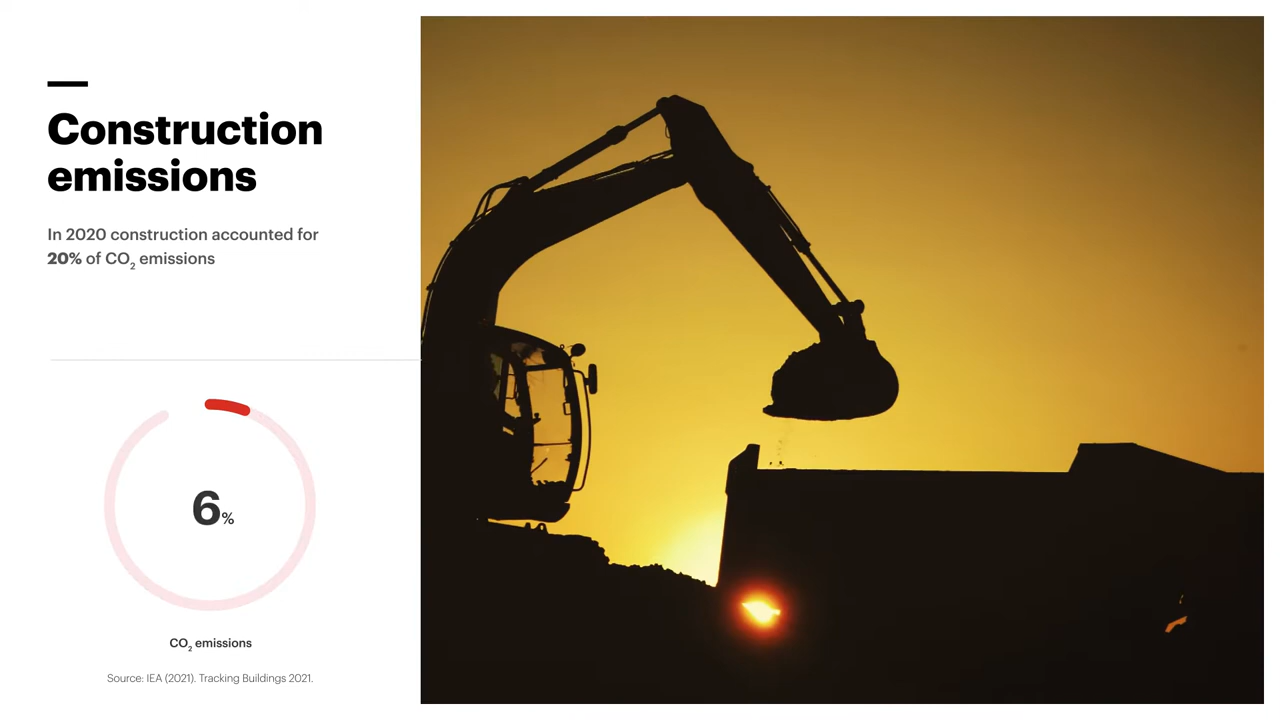 Construction
emissions
In 2020 construction accounted for
20% of CO₂ emissions
6%
CO₂ emissions
Source: IEA (2021). Tracking Buildings 2021.